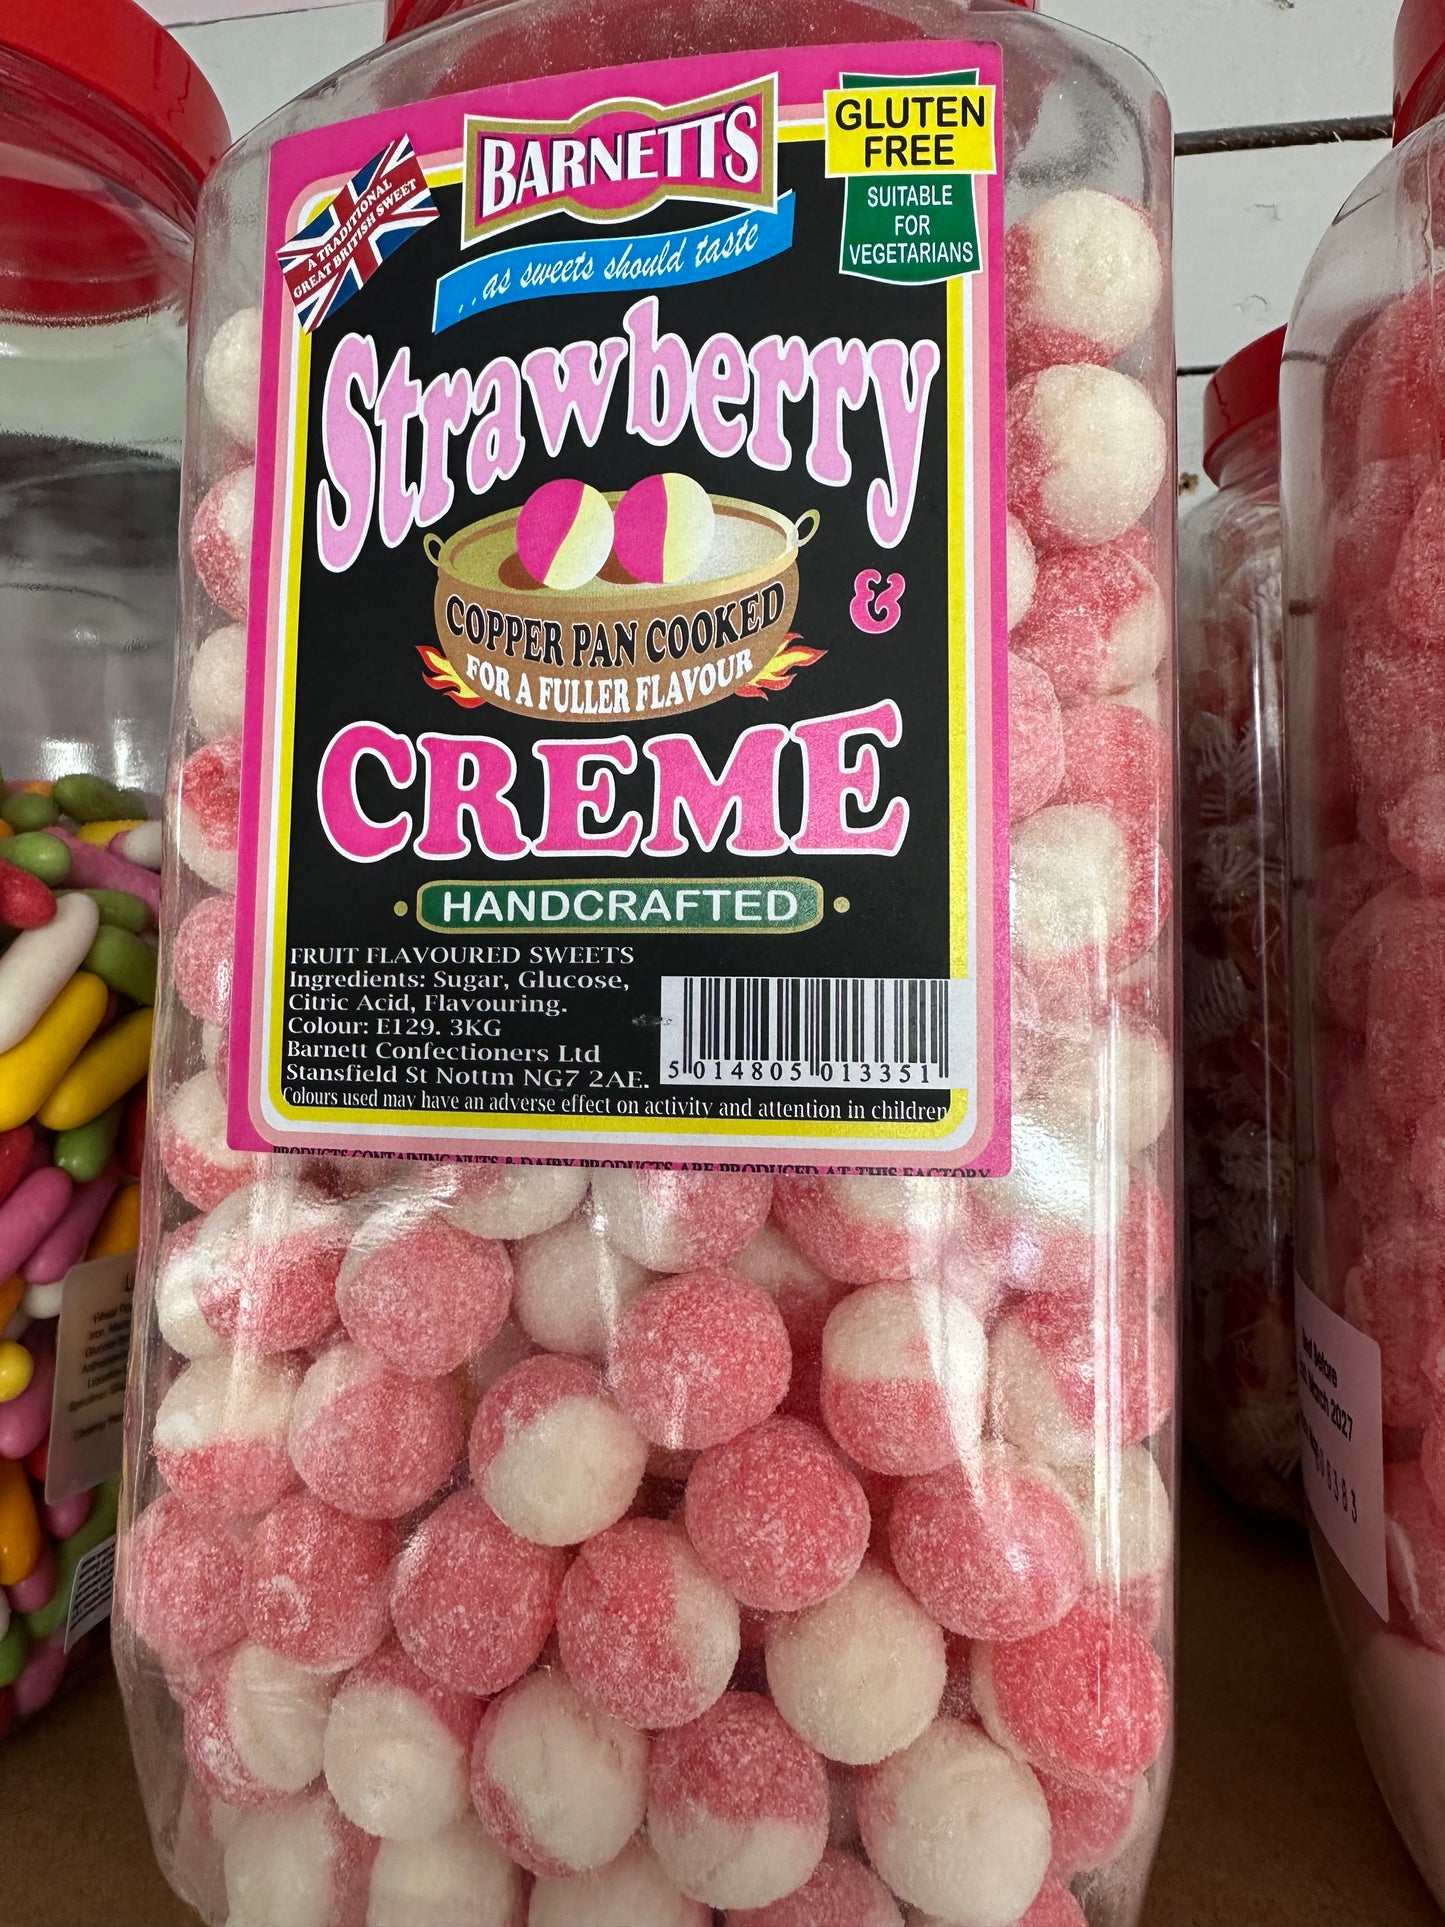 BARNETTS
..as sweets should taste
A TRADITIONAL
GREAT BRITISH SWEET
GLUTEN
FREE
SUITABLE
FOR
VEGETARIANS
Strawberry
&
COPPER PAN COOKED
FOR A FULLER FLAVOUR
CREME
HANDCRAFTED
FRUIT FLAVOURED SWEETS
Ingredients: Sugar, Glucose,
Citric Acid, Flavouring.
Colour: E129. 3KG
Barnett Confectioners Ltd
Stansfield St Nottm NG7 2AE.
5 014805 013351
Colours used may have an adverse effect on activity and attention in children
PRODUCTS CONTAINING NUTS & DAIRY PRODUCTS ARE PRODUCED AT THIS FACTORY
Before
March 2027